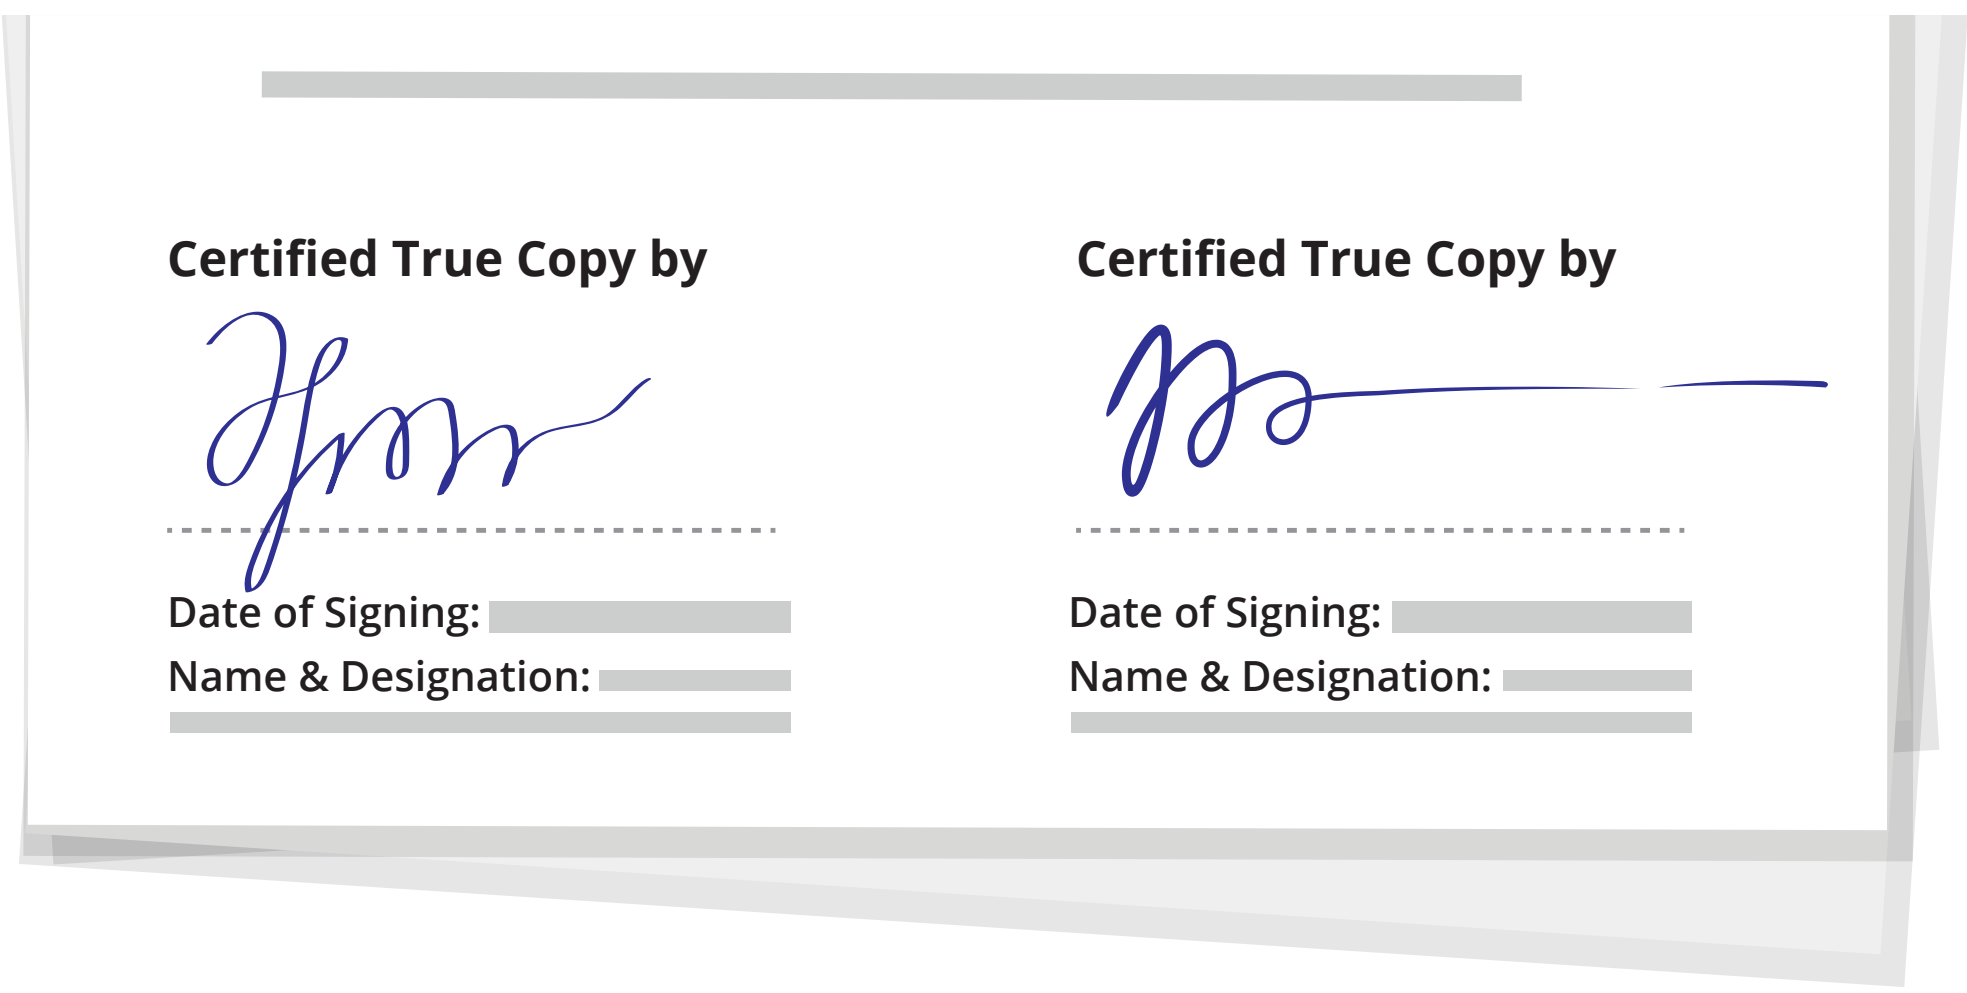 Certified True Copy by
Date of Signing:
Name & Designation:
Certified True Copy by
Date of Signing:
Name & Designation: